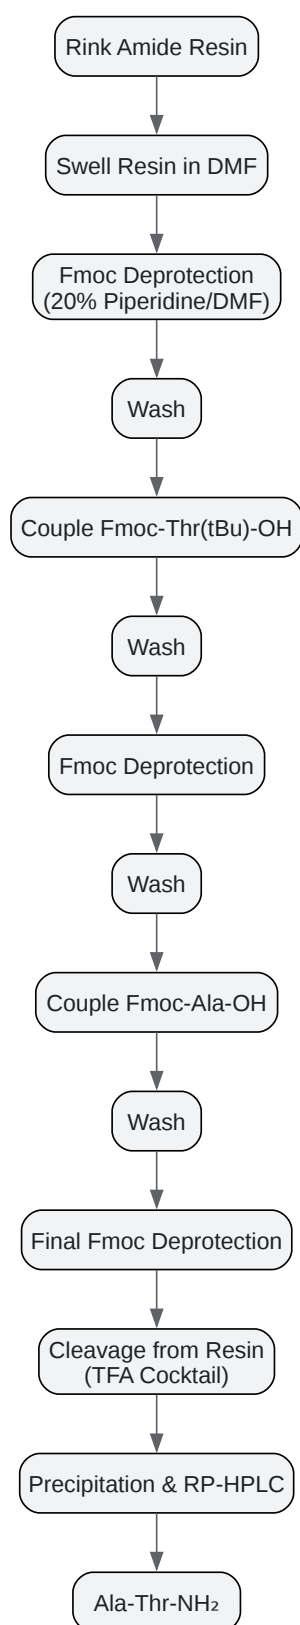 Rink Amide Resin
Swell Resin in DMF
Fmoc Deprotection
(20% Piperidine/DMF)
Wash
Couple Fmoc-Thr(tBu)-OH
Wash
Fmoc Deprotection
Wash
Couple Fmoc-Ala-OH
Wash
Final Fmoc Deprotection
Cleavage from Resin
(TFA Cocktail)
Precipitation & RP-HPLC
Ala-Thr-NH₂